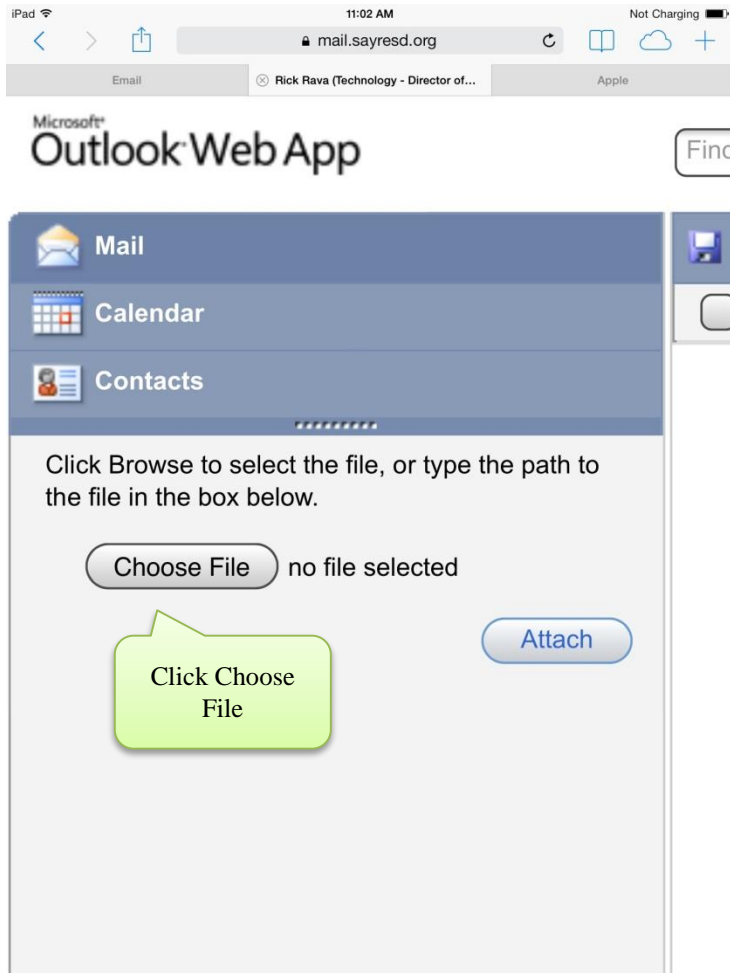 iPad 11:02 AM Not Charging
mail.sayresd.org
Email Rick Rava (Technology - Director of... Apple
Microsoft®
Outlook Web App
Find
Mail
Calendar
Contacts
Click Browse to select the file, or type the path to
the file in the box below.
Choose File no file selected
Attach
Click Choose
File